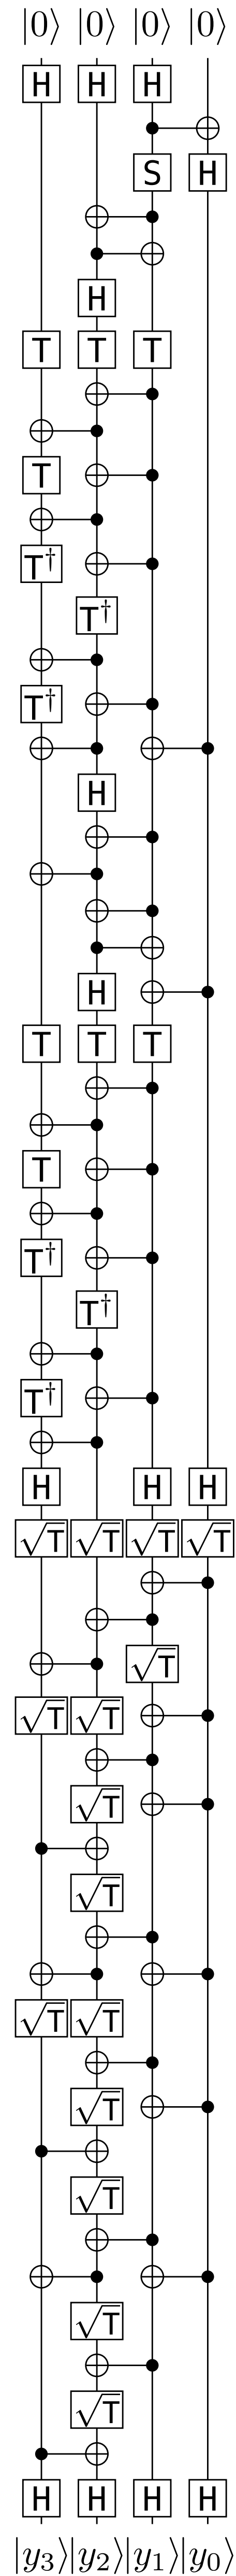 |0⟩ |0⟩ |0⟩ |0⟩
H H H
S H
H
T T T
T
T†
T†
T†
H
H
T T T
T
T†
T†
T†
H H H
√T √T √T √T
√T
√T √T
√T
√T
√T √T
√T
√T
√T
√T
H H H H
|y₃⟩ |y₂⟩ |y₁⟩ |y₀⟩